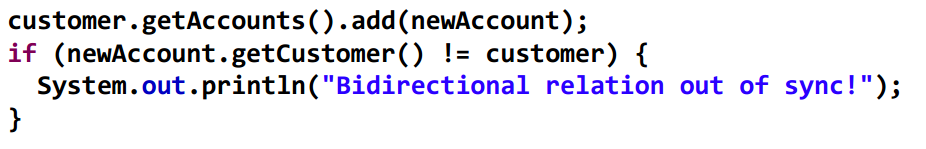 customer.getAccounts().add(newAccount);
if (newAccount.getCustomer() != customer) {
  System.out.println("Bidirectional relation out of sync!");
}